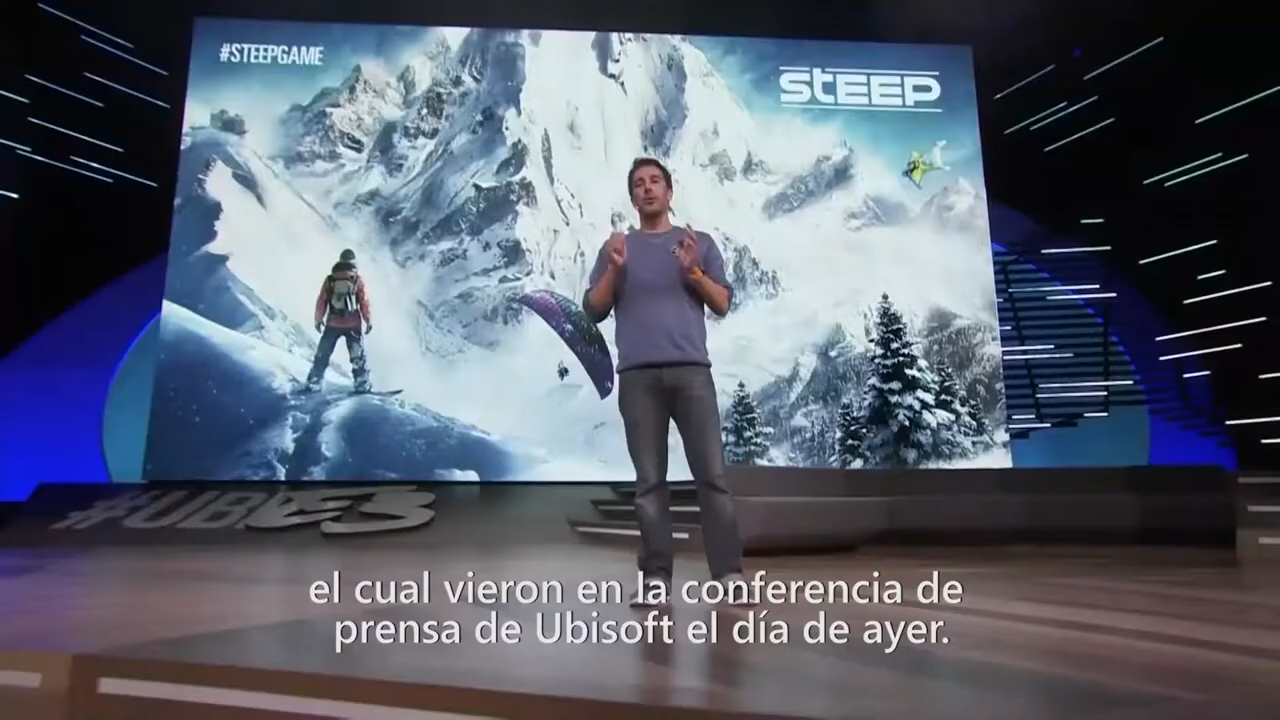 #STEEPGAME
STEEP
#UBIE3
el cual vieron en la conferencia de
prensa de Ubisoft el día de ayer.